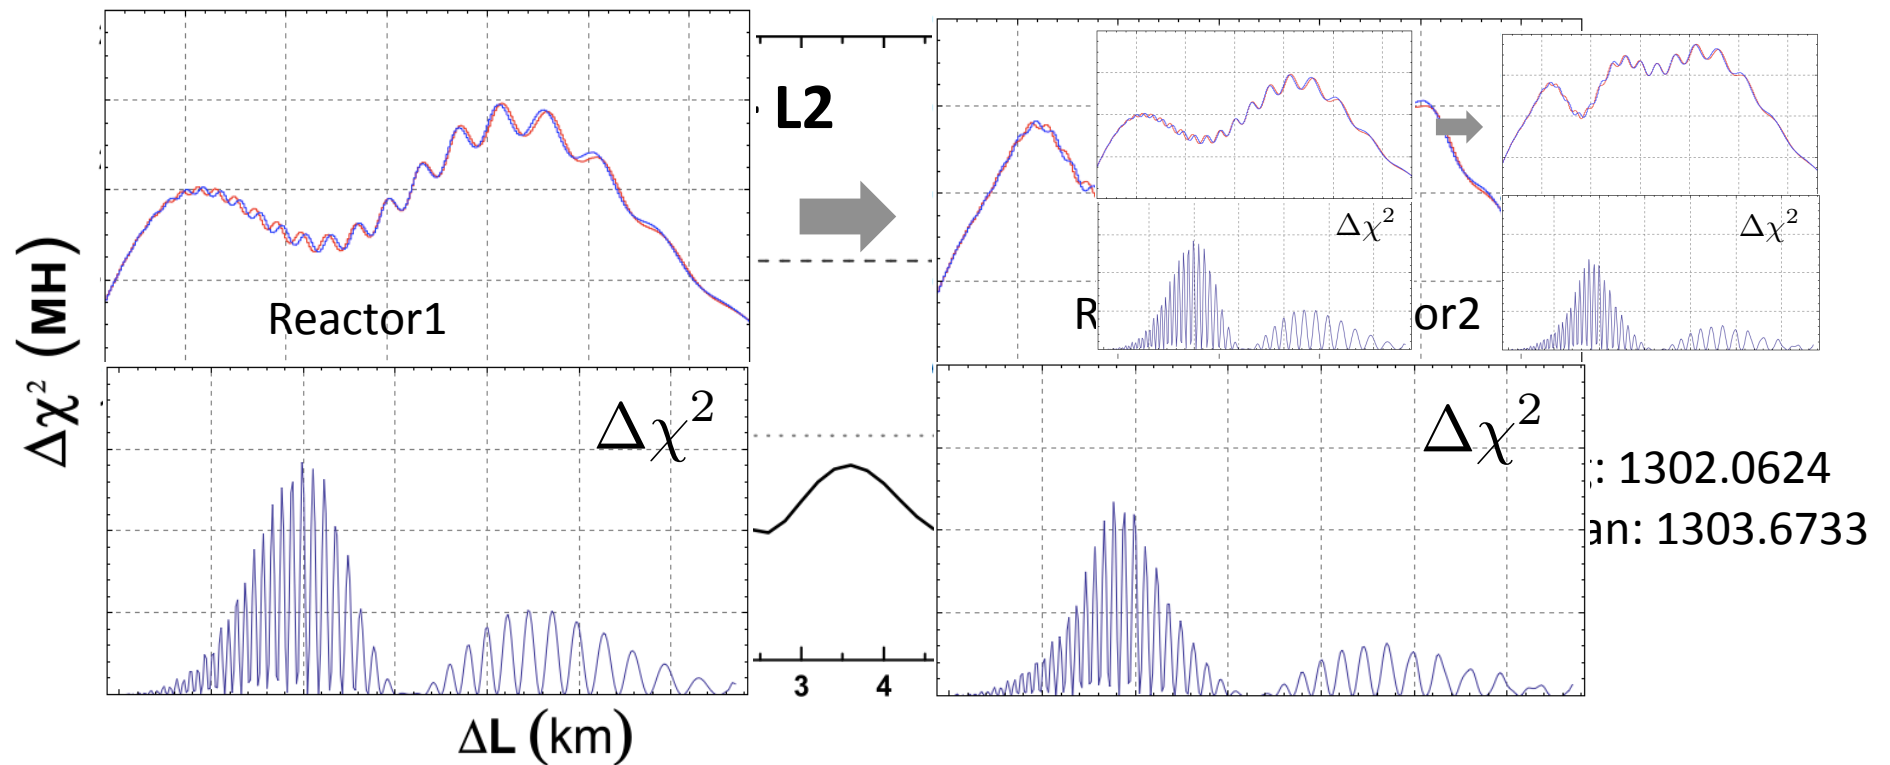 L2
Δχ²
Δχ²
Reactor1
or2
Δχ² (MH)
Δχ²
Δχ²
: 1302.0624
an: 1303.6733
3 4
ΔL (km)